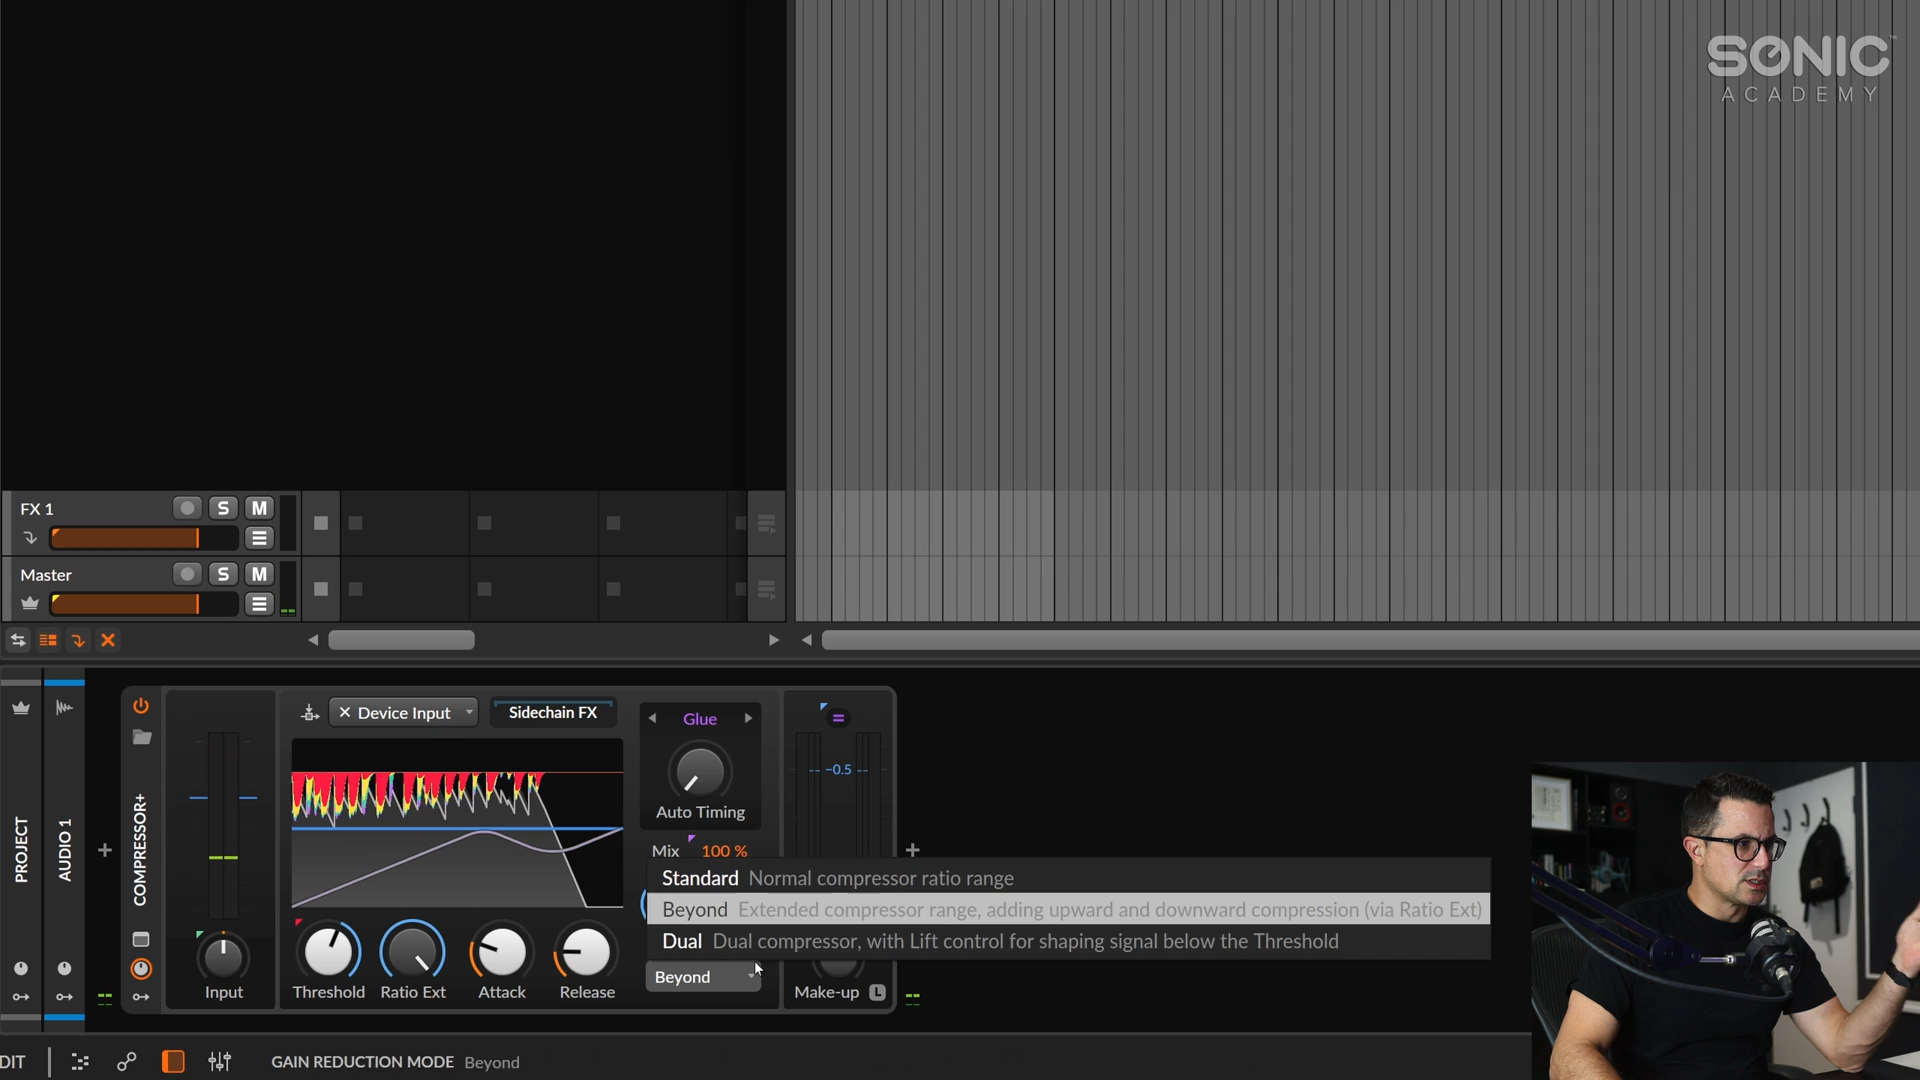 SONIC
ACADEMY
FX 1
S
M
Master
S
M
PROJECT
AUDIO 1
COMPRESSOR+
Device Input
Sidechain FX
Glue
Auto Timing
Mix 100 %
-0.5
Standard Normal compressor ratio range
Beyond Extended compressor range, adding upward and downward compression (via Ratio Ext)
Dual Dual compressor, with Lift control for shaping signal below the Threshold
Beyond
Input
Threshold
Ratio Ext
Attack
Release
Make-up
L
DIT
GAIN REDUCTION MODE Beyond